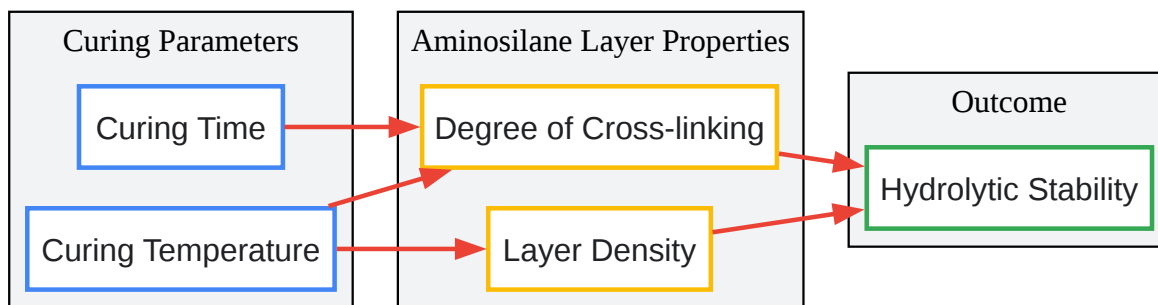 Curing Parameters
Curing Time
Curing Temperature
Aminosilane Layer Properties
Degree of Cross-linking
Layer Density
Outcome
Hydrolytic Stability